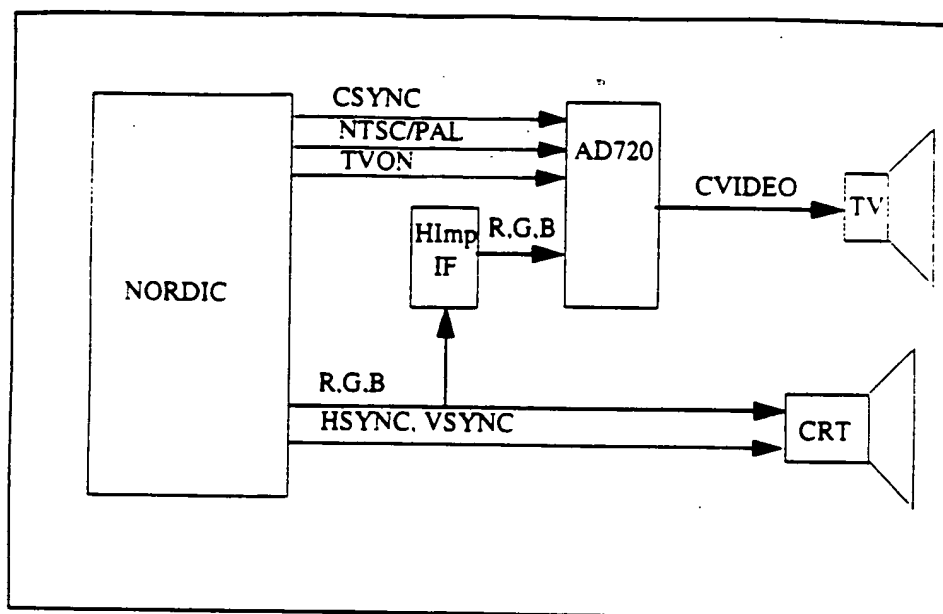 CSYNC
NTSC/PAL
TVON
AD720
CVIDEO
TV
HImp
IF
R,G,B
NORDIC
R,G,B
HSYNC, VSYNC
CRT